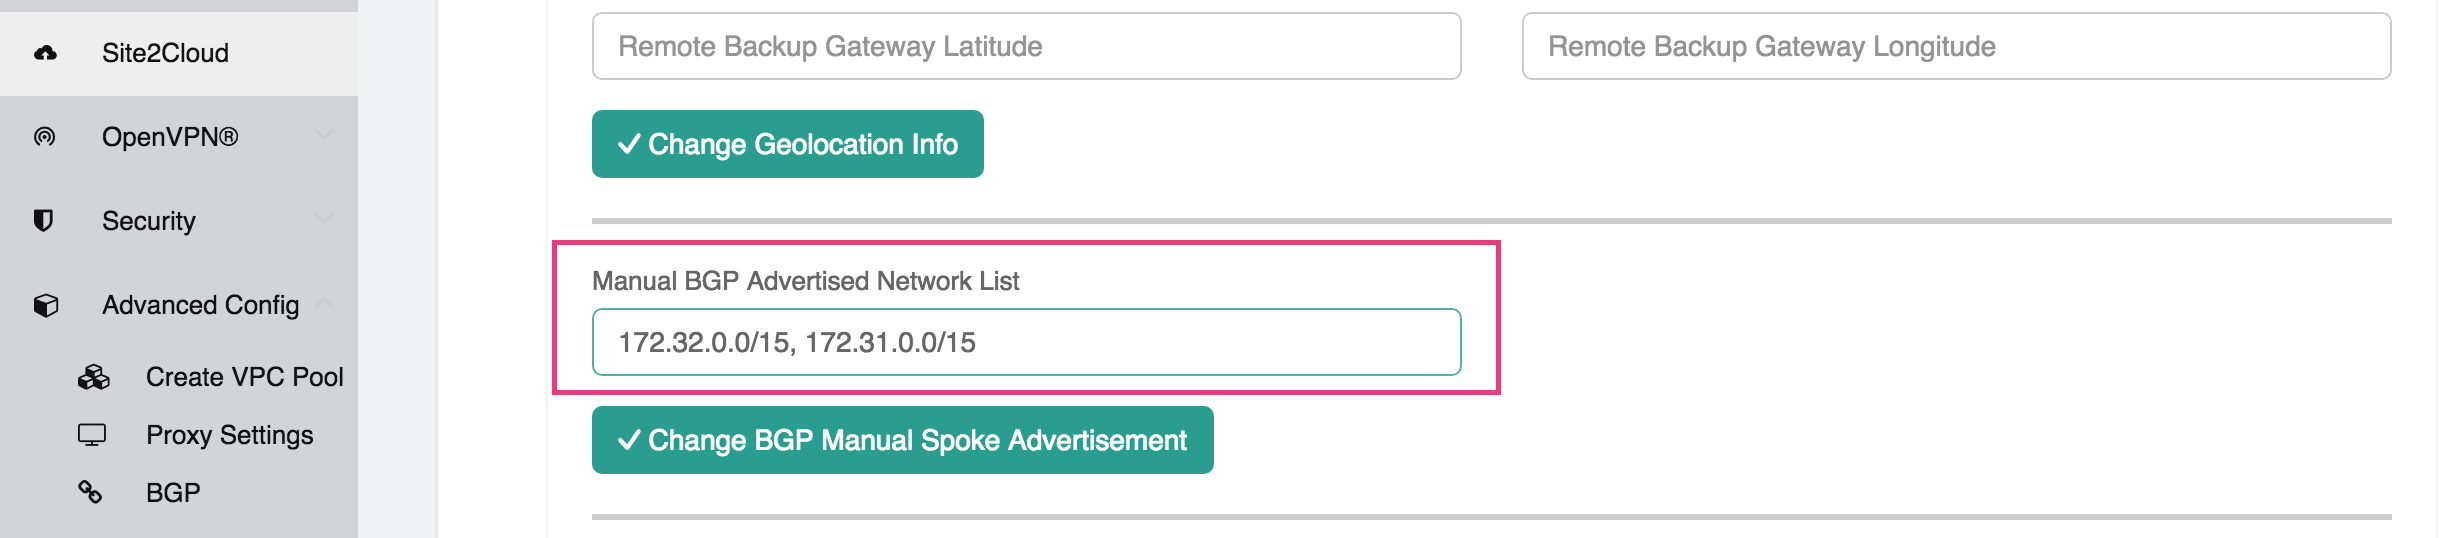 Site2Cloud
OpenVPN®
Security
Advanced Config
Create VPC Pool
Proxy Settings
BGP
Remote Backup Gateway Latitude
Remote Backup Gateway Longitude
Change Geolocation Info
Manual BGP Advertised Network List
172.32.0.0/15, 172.31.0.0/15
Change BGP Manual Spoke Advertisement